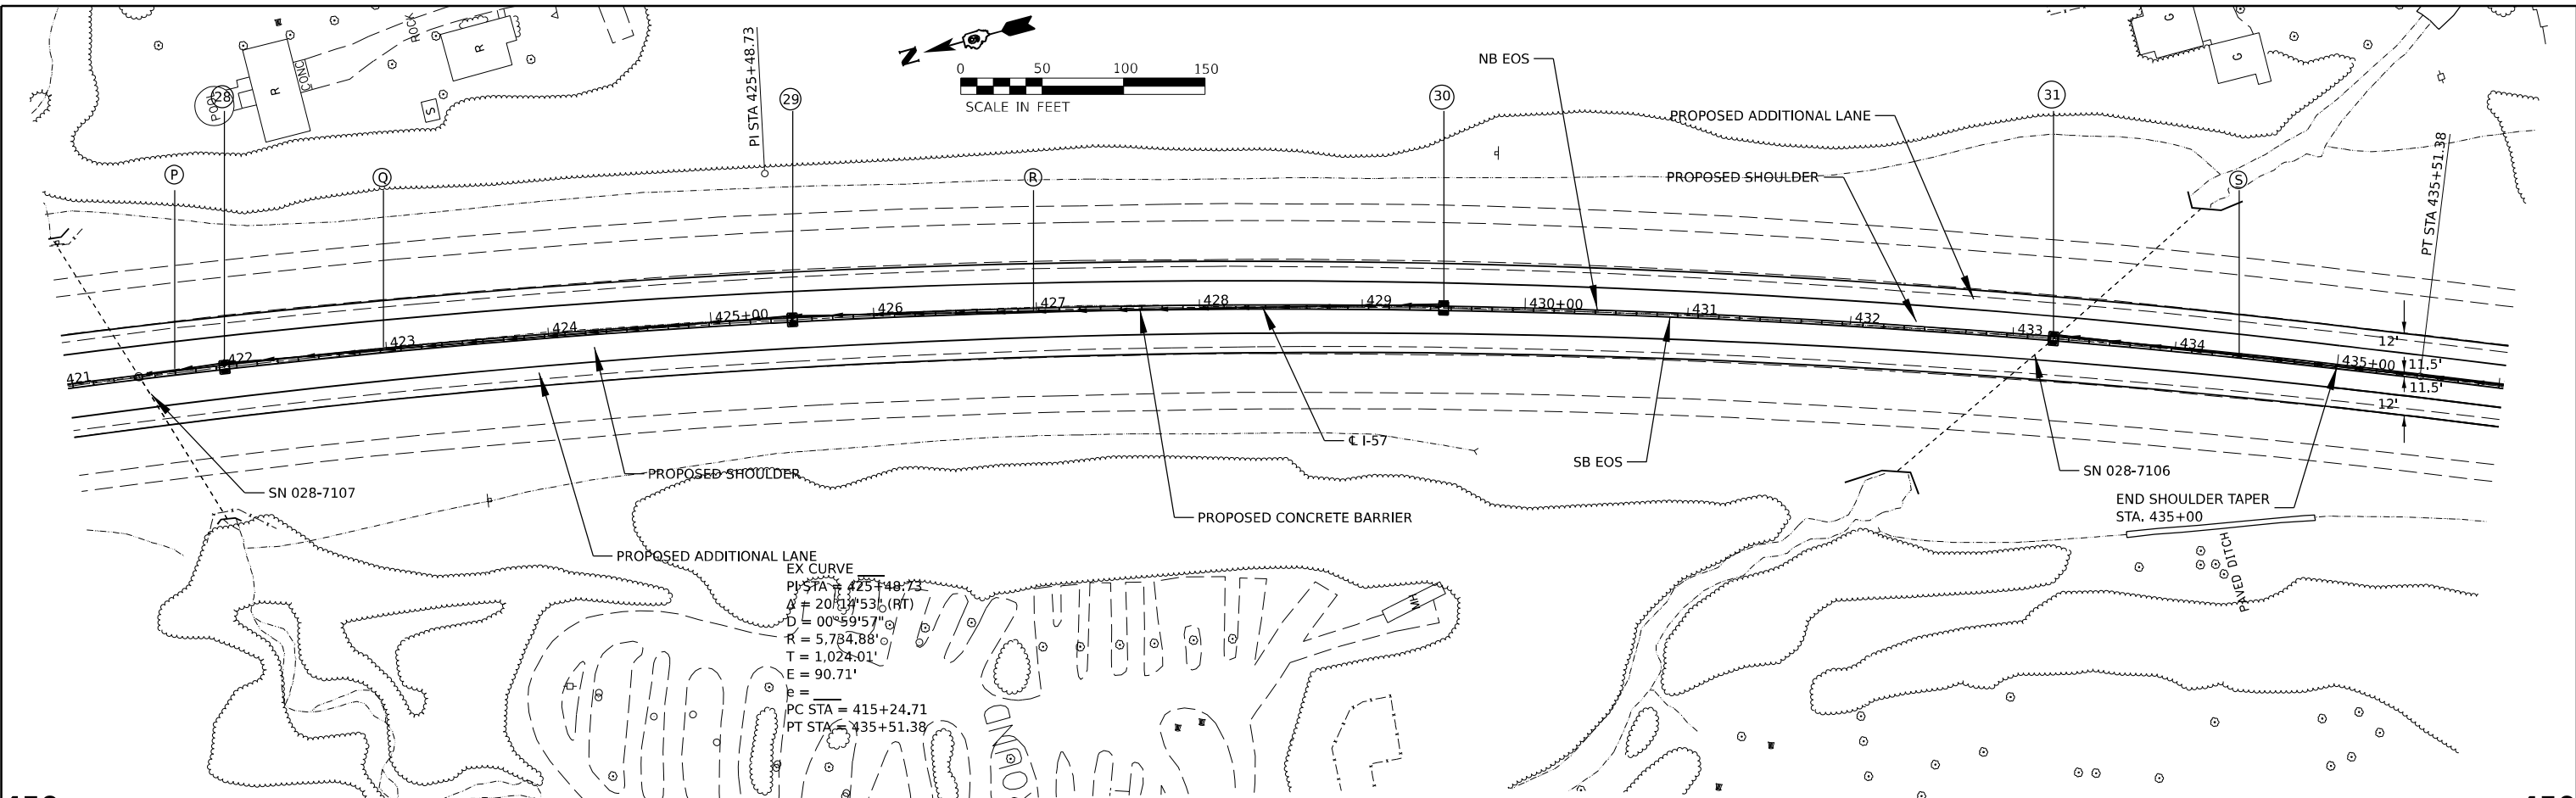 ROCK
R
R
CONC
POOL
28
S
PI STA 425+48.73
29
N
0 50 100 150
SCALE IN FEET
NB EOS
30
PROPOSED ADDITIONAL LANE
31
G
G
P
Q
R
PROPOSED SHOULDER
S
PT STA 435+51.38
421
422
423
424
425+00
426
427
428
429
430+00
431
432
433
434
435+00
12'
11.5'
11.5'
12'
SN 028-7107
PROPOSED SHOULDER
℄ I-57
SB EOS
SN 028-7106
PROPOSED CONCRETE BARRIER
END SHOULDER TAPER
STA. 435+00
PAVED DITCH
PROPOSED ADDITIONAL LANE
EX CURVE __
PI STA = 425+48.73
Δ = 20°14'53" (RT)
D = 00°59'57"
R = 5,734.88'
T = 1,024.01'
E = 90.71'
e = __
PC STA = 415+24.71
PT STA = 435+51.38
MH